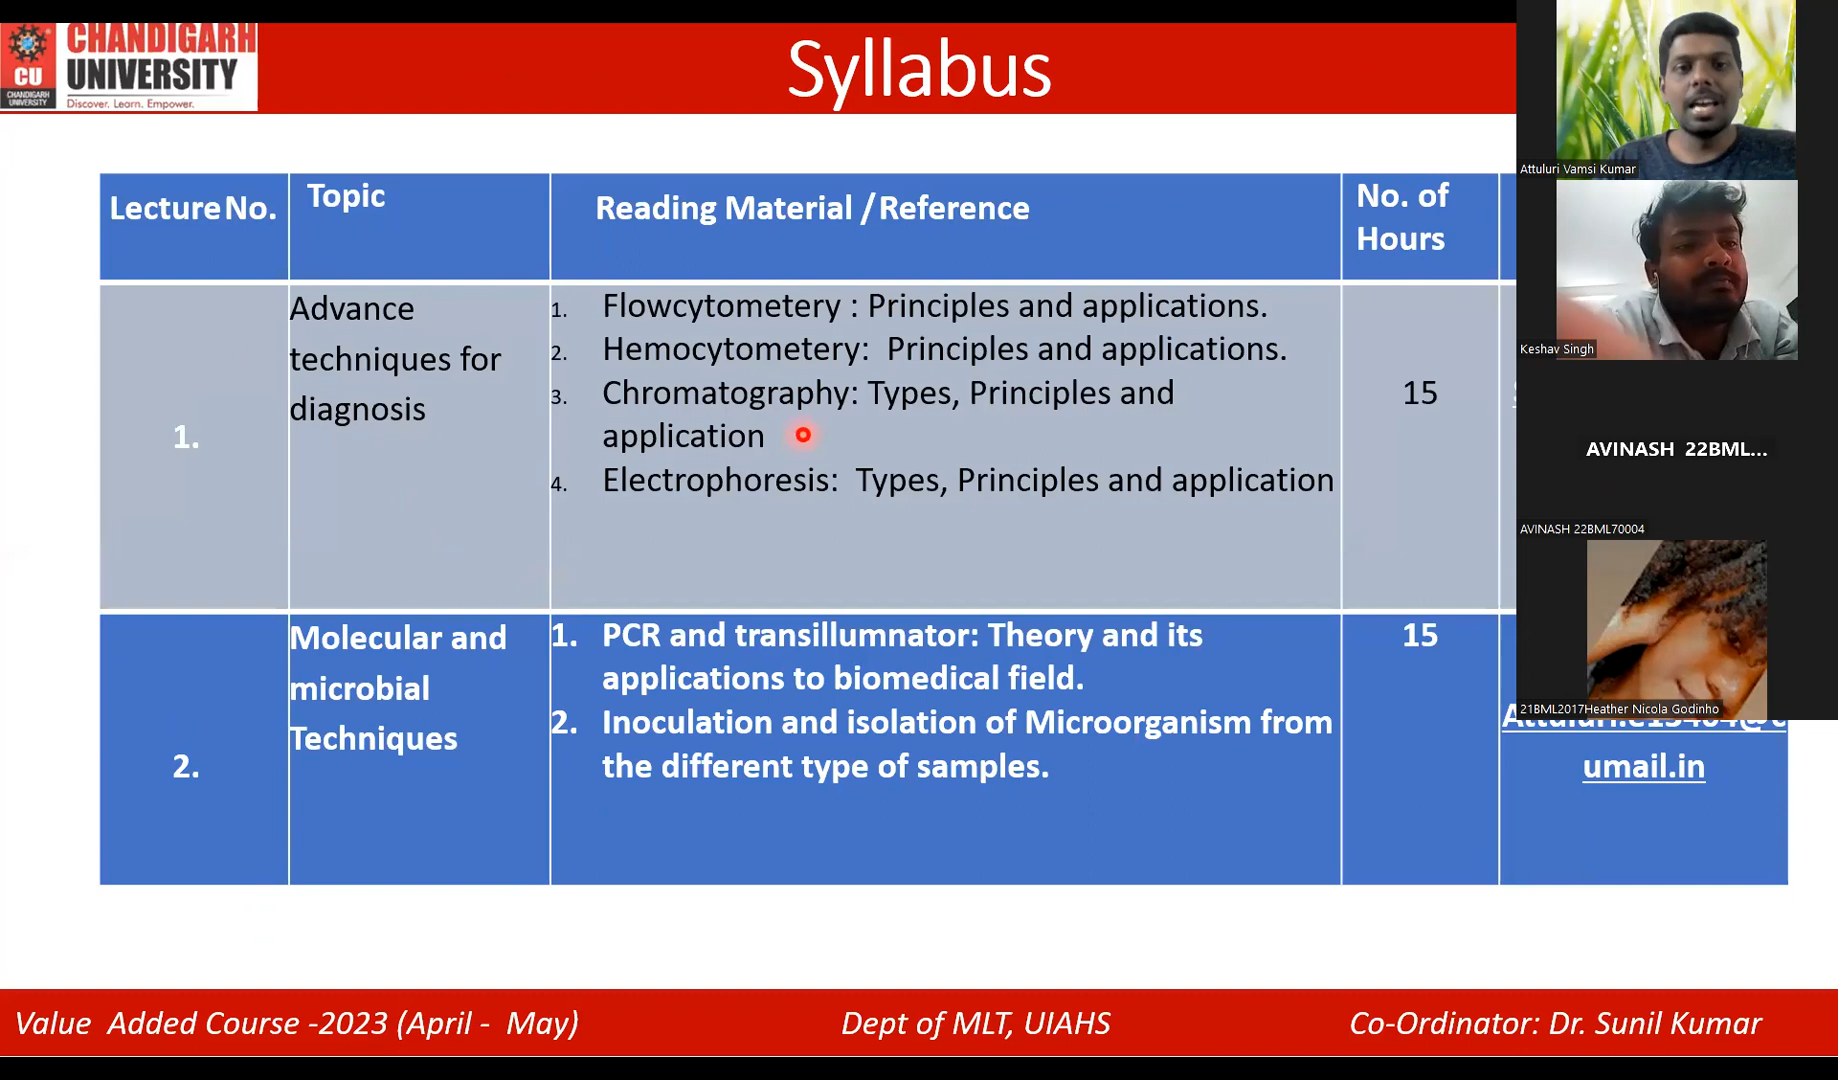 CHANDIGARH
UNIVERSITY
Discover. Learn. Empower.
CU
CHANDIGARH
UNIVERSITY
Syllabus
Lecture No.
Topic
Reading Material / Reference
No. of
Hours
1.
Advance
techniques for
diagnosis
1. Flowcytometery : Principles and applications.
2. Hemocytometery: Principles and applications.
3. Chromatography: Types, Principles and
application
4. Electrophoresis: Types, Principles and application
15
2.
Molecular and
microbial
Techniques
1. PCR and transillumnator: Theory and its
applications to biomedical field.
2. Inoculation and isolation of Microorganism from
the different type of samples.
15
umail.in
Attuluri Vamsi Kumar
Keshav Singh
AVINASH 22BML...
AVINASH 22BML70004
21BML2017Heather Nicola Godinho
Value Added Course -2023 (April - May)
Dept of MLT, UIAHS
Co-Ordinator: Dr. Sunil Kumar